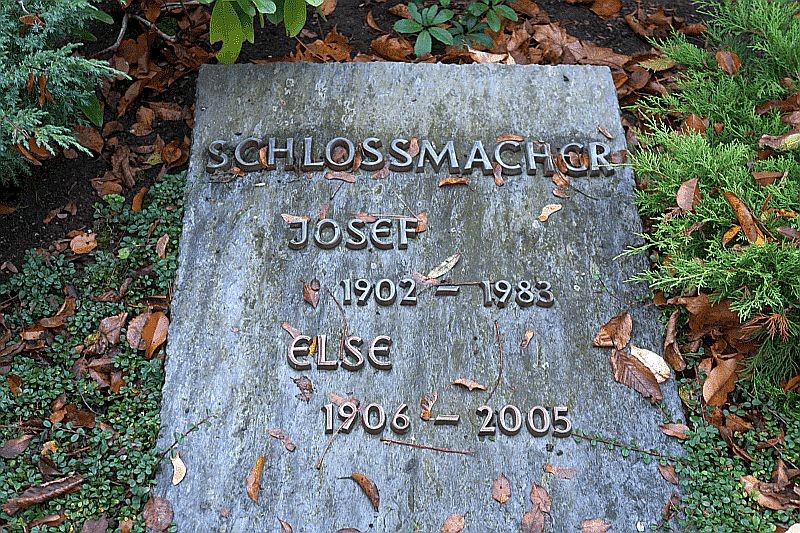 SCHLOSSMACHER
JOSEF
1902 – 1983
ELSE
1906 – 2005